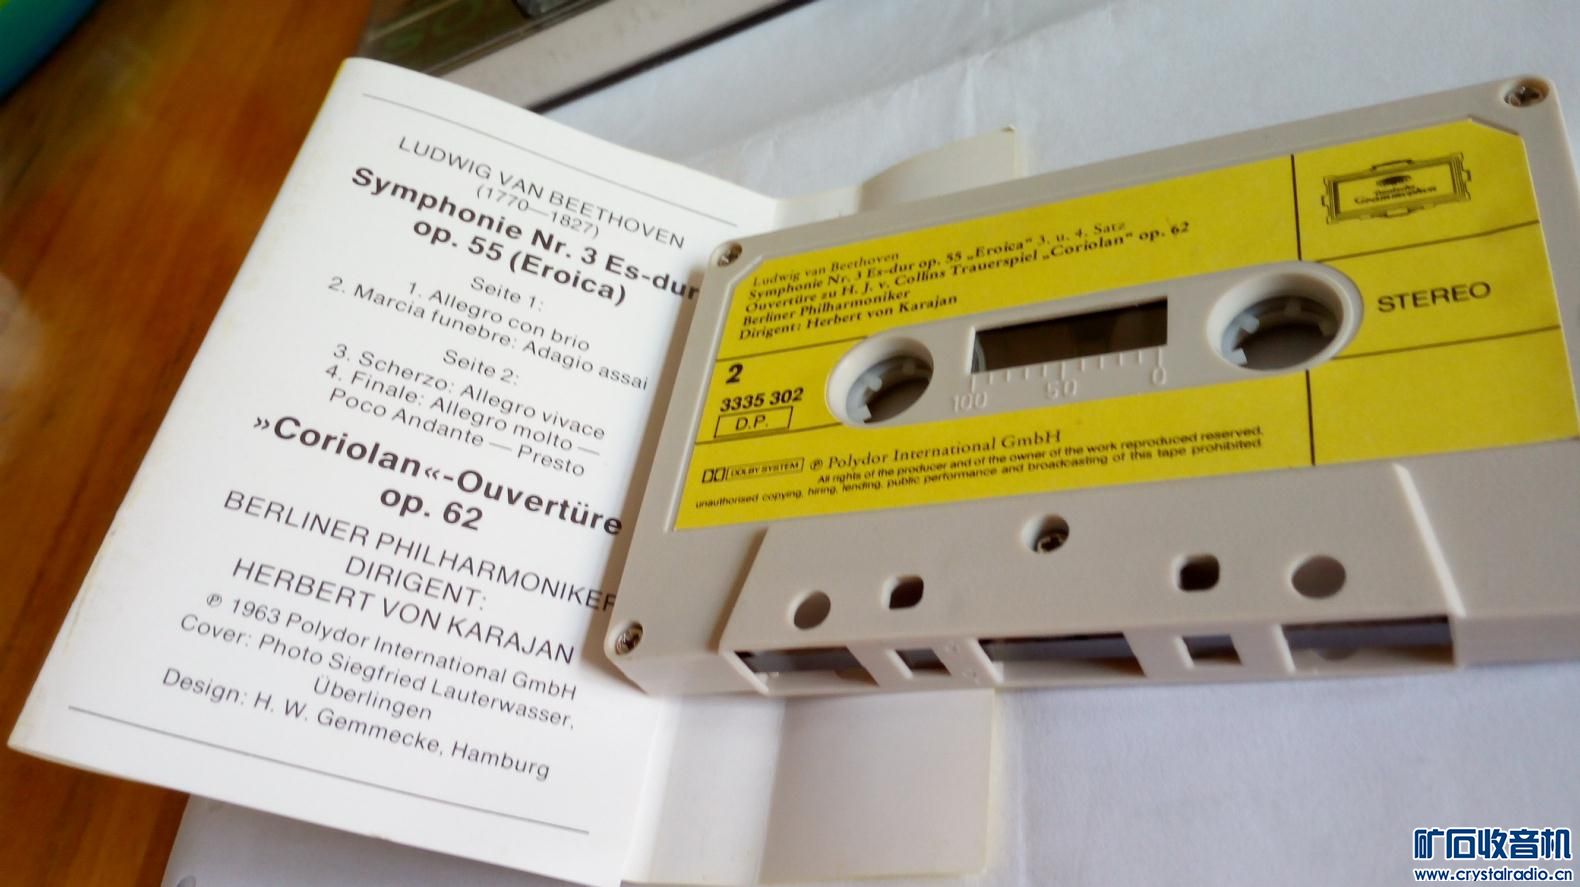 LUDWIG VAN BEETHOVEN
(1770—1827)
Symphonie Nr. 3 Es-dur
op. 55 (Eroica)
Seite 1:
1. Allegro con brio
2. Marcia funebre: Adagio assai
Seite 2:
3. Scherzo: Allegro vivace
4. Finale: Allegro molto —
Poco Andante — Presto
»Coriolan«-Ouvertüre
op. 62
BERLINER PHILHARMONIKER
DIRIGENT:
HERBERT VON KARAJAN
℗ 1963 Polydor International GmbH
Cover: Photo Siegfried Lauterwasser,
Überlingen
Design: H. W. Gemmecke, Hamburg
Ludwig van Beethoven
Symphonie Nr. 3 Es-dur op. 55 „Eroica“ 3. u. 4. Satz
Ouvertüre zu H. J. v. Collins Trauerspiel „Coriolan“ op. 62
Berliner Philharmoniker
Dirigent: Herbert von Karajan
Deutsche
Grammophon
STEREO
2
3335 302
D.P.
100 50 0
DOLBY SYSTEM ℗ Polydor International GmbH
All rights of the producer and of the owner of the work reproduced reserved.
unauthorised copying, hiring, lending, public performance and broadcasting of this tape prohibited.
矿石收音机
www.crystalradio.cn